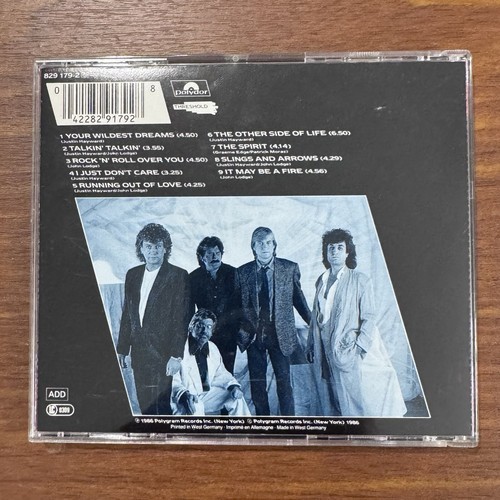 829 179-2
0 42282 91792 8
polydor
THRESHOLD
1 YOUR WILDEST DREAMS (4.50)
(Justin Hayward)
2 TALKIN' TALKIN' (3.55)
(Justin Hayward/John Lodge)
3 ROCK 'N' ROLL OVER YOU (4.50)
(John Lodge)
4 I JUST DON'T CARE (3.25)
(Justin Hayward)
5 RUNNING OUT OF LOVE (4.25)
(Justin Hayward/John Lodge)
6 THE OTHER SIDE OF LIFE (6.50)
(Justin Hayward)
7 THE SPIRIT (4.14)
(Graeme Edge/Patrick Moraz)
8 SLINGS AND ARROWS (4.29)
(Justin Hayward/John Lodge)
9 IT MAY BE A FIRE (4.56)
(John Lodge)
ADD
0309
℗ 1986 Polygram Records Inc. (New York) © Polygram Records Inc. (New York) 1986
Printed in West Germany · Imprimé en Allemagne · Made in West Germany